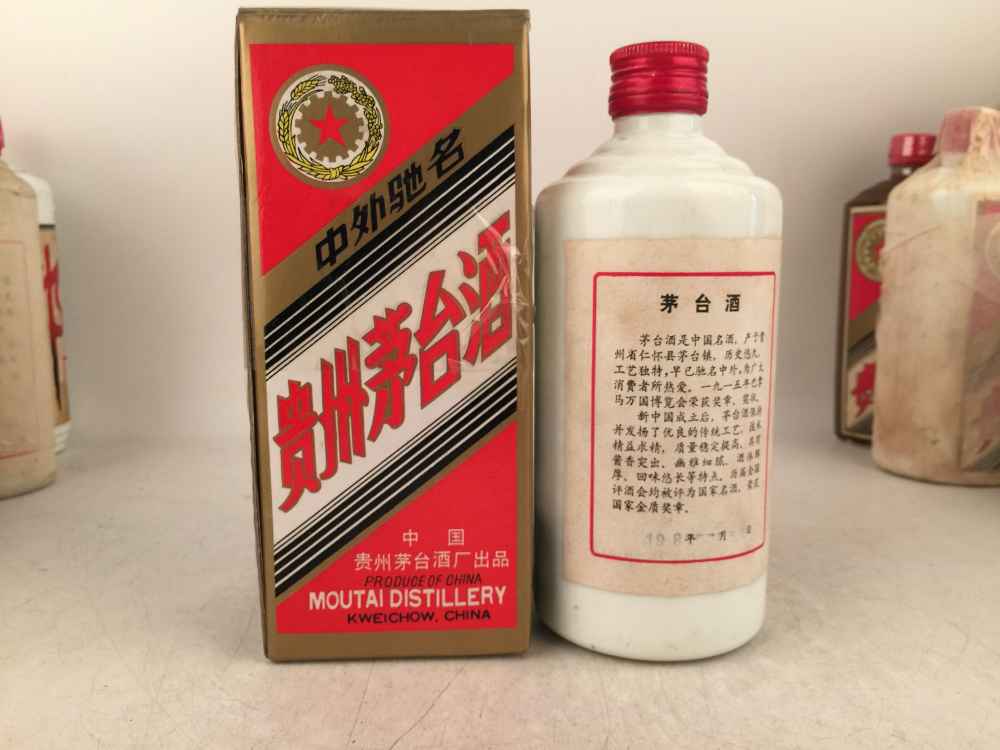 中外驰名
贵州茅台酒
中国
贵州茅台酒厂出品
PRODUCE OF CHINA
MOUTAI DISTILLERY
KWEICHOW, CHINA
茅台酒
茅台酒是中国名酒，产于贵
州省仁怀县茅台镇，历史悠久，
工艺独特，早已驰名中外，为广大
消费者所热爱。一九一五年巴拿
马万国博览会荣获奖章、奖状。
新中国成立后，茅台酒保持
并发扬了优良的传统工艺，技术
精益求精，质量稳定提高，具有
酱香突出、幽雅细腻、酒体醇
厚、回味悠长等特点。历届全国
评酒会均被评为国家名酒，荣获
国家金质奖章。
198 年 月